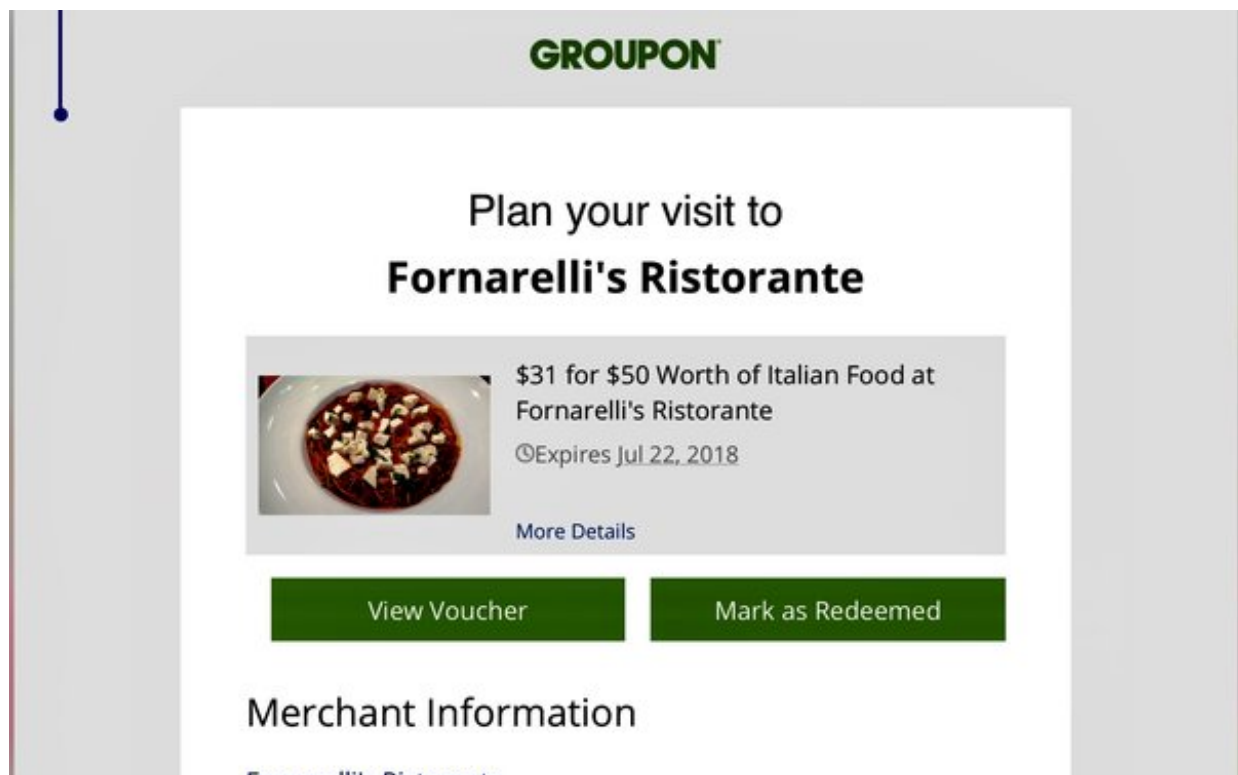 GROUPON
Plan your visit to
Fornarelli's Ristorante
$31 for $50 Worth of Italian Food at
Fornarelli's Ristorante
Expires Jul 22, 2018
More Details
View Voucher
Mark as Redeemed
Merchant Information